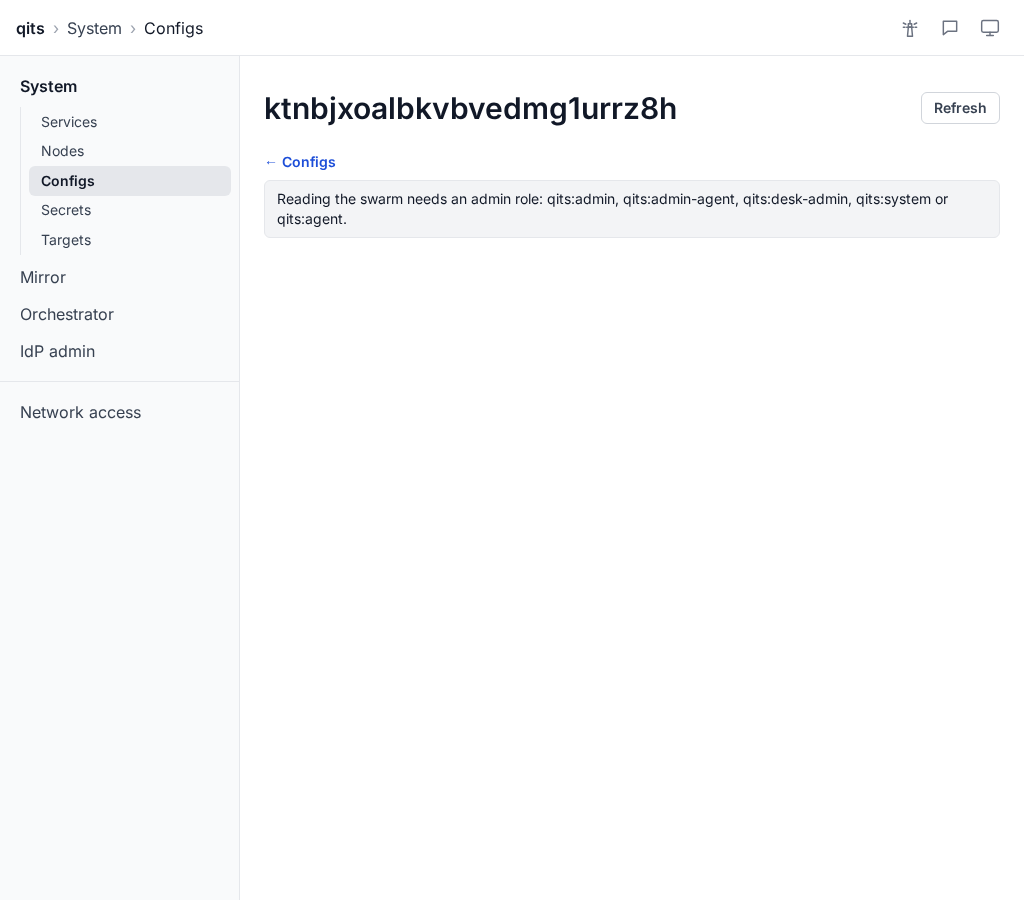 qits › System › Configs
System
Services
Nodes
Configs
Secrets
Targets
Mirror
Orchestrator
IdP admin
Network access
ktnbjxoalbkvbvedmg1urrz8h
Refresh
← Configs
Reading the swarm needs an admin role: qits:admin, qits:admin-agent, qits:desk-admin, qits:system or
qits:agent.